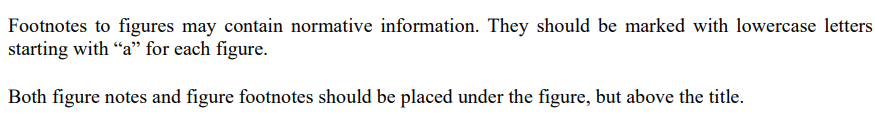 Footnotes to figures may contain normative information. They should be marked with lowercase letters
starting with “a” for each figure.
Both figure notes and figure footnotes should be placed under the figure, but above the title.